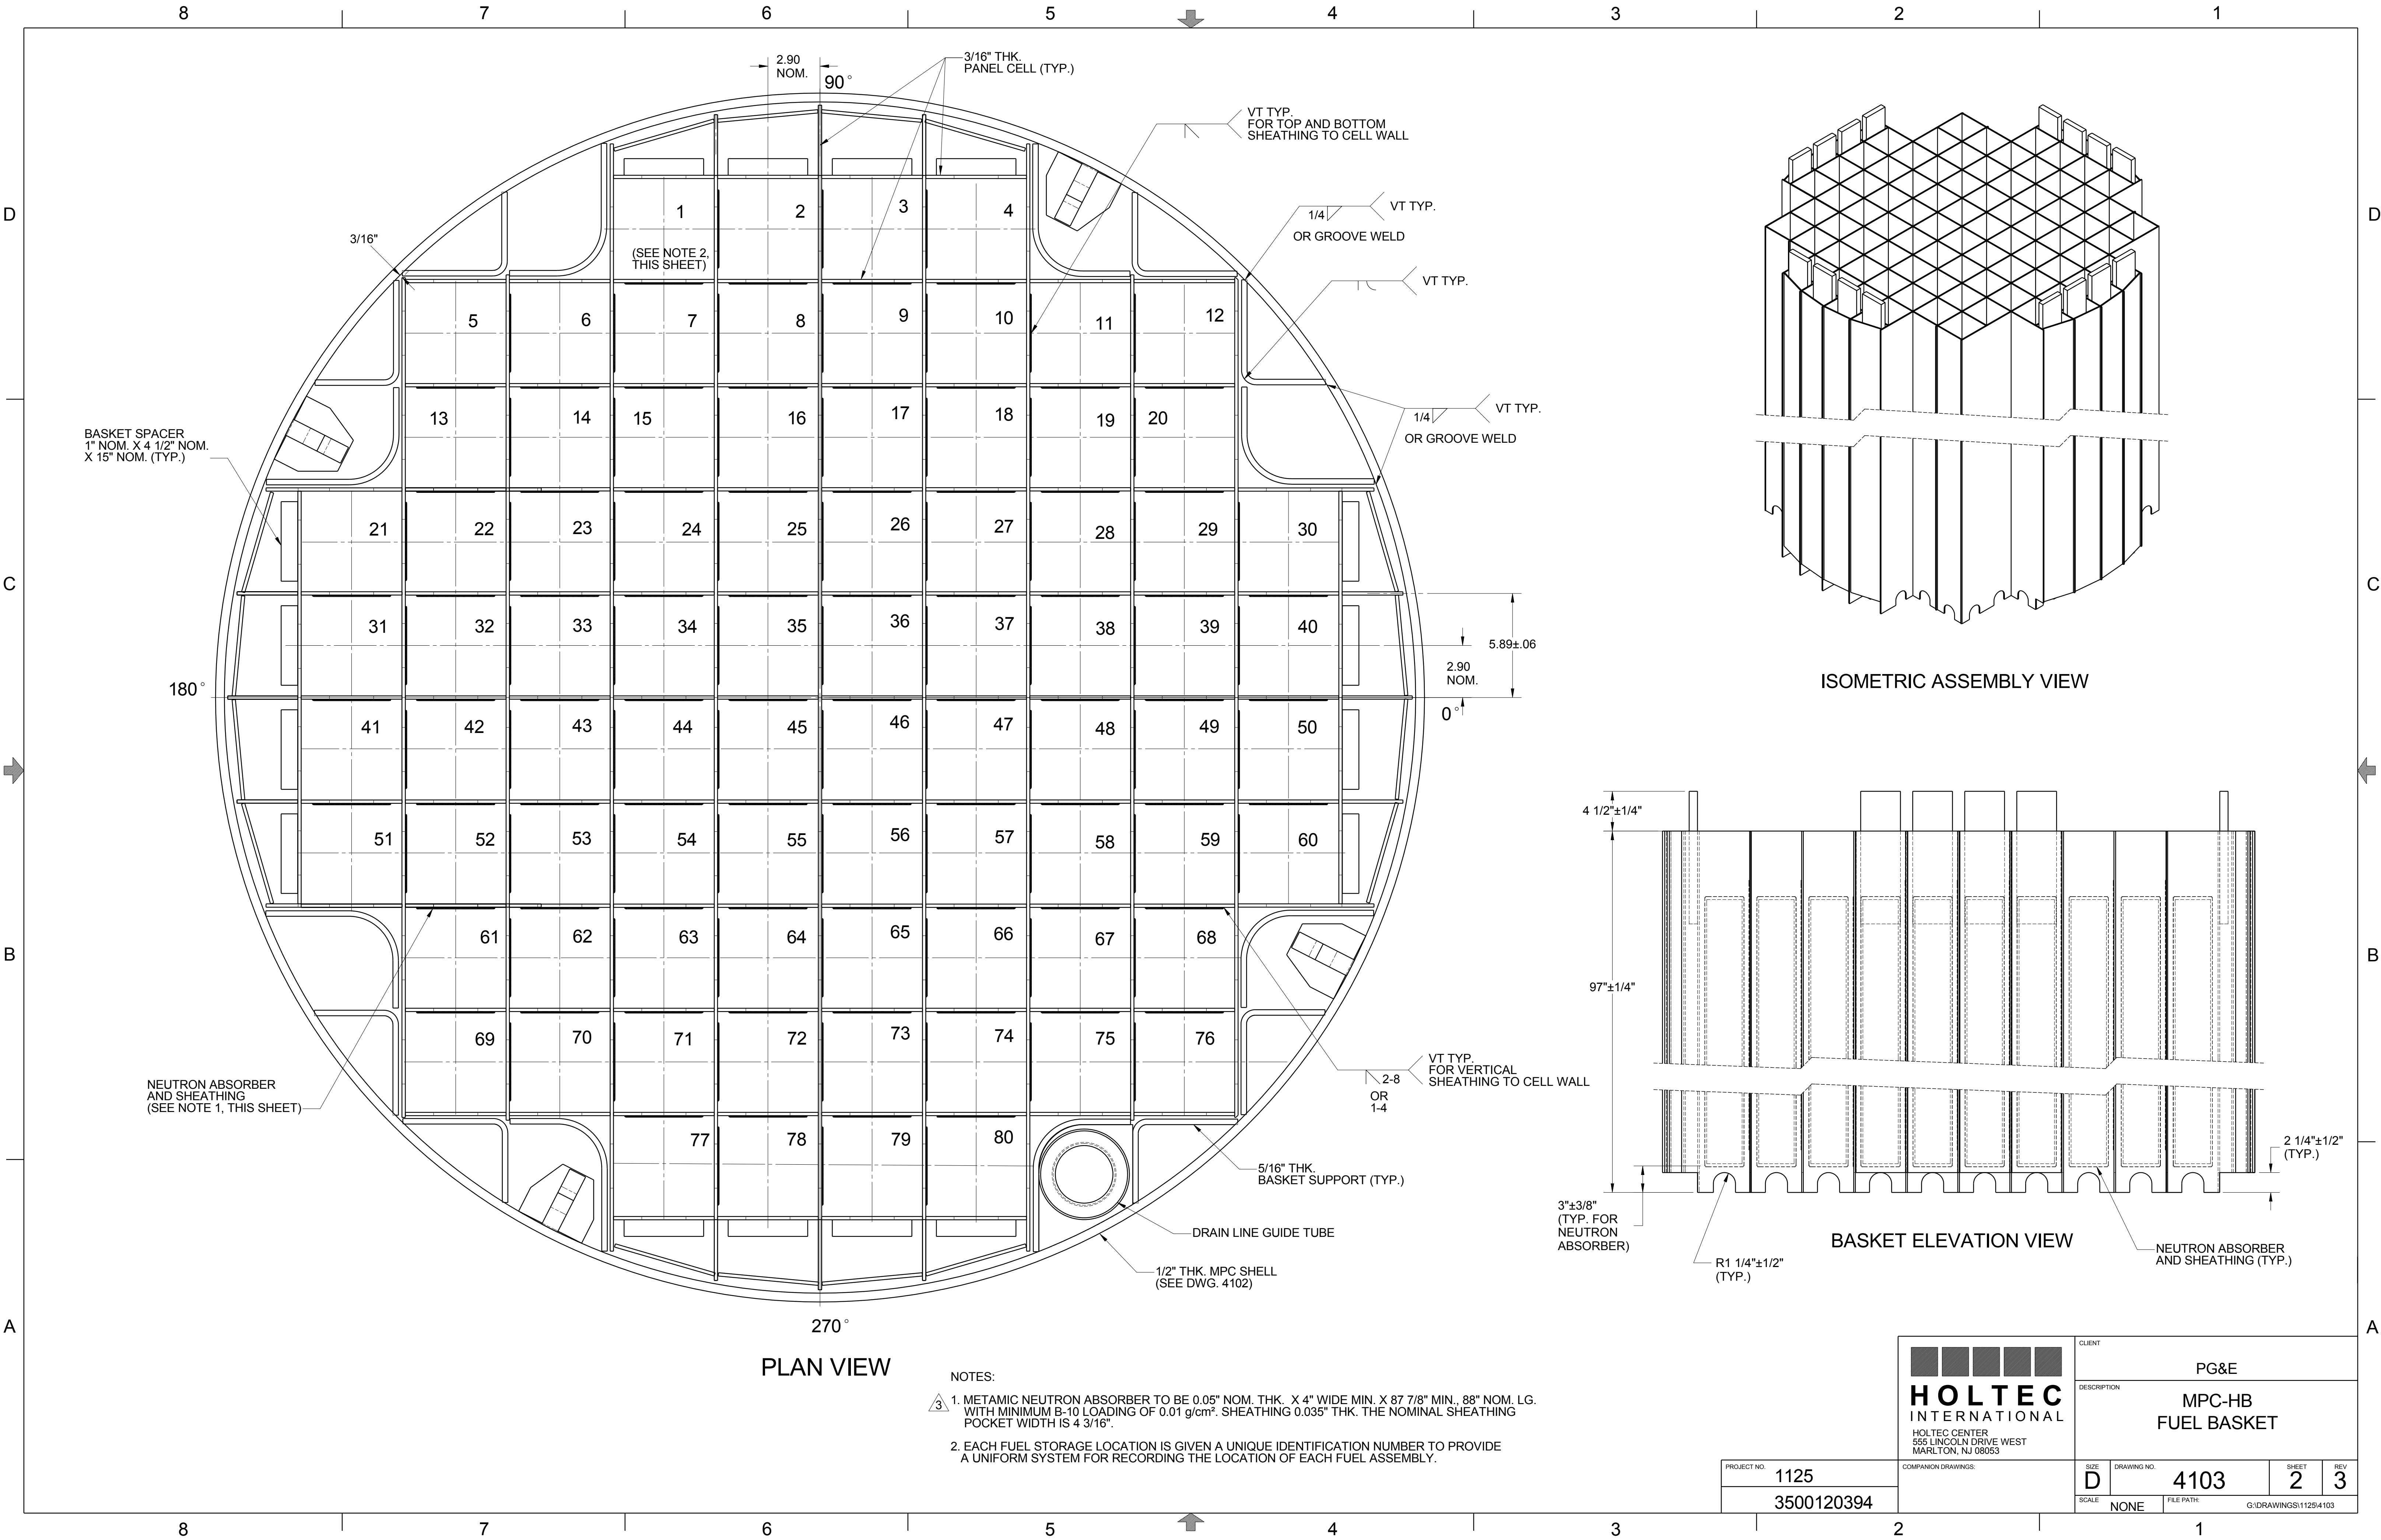 8 7 6 5 4 3 2 1
D
C
B
A
2.90
NOM.
90°
3/16" THK.
PANEL CELL (TYP.)
VT TYP.
FOR TOP AND BOTTOM
SHEATHING TO CELL WALL
1/4
VT TYP.
OR GROOVE WELD
VT TYP.
1/4
VT TYP.
OR GROOVE WELD
3/16"
BASKET SPACER
1" NOM. X 4 1/2" NOM.
X 15" NOM. (TYP.)
1 2 3 4
(SEE NOTE 2,
THIS SHEET)
5 6 7 8 9 10 11 12
13 14 15 16 17 18 19 20
21 22 23 24 25 26 27 28 29 30
31 32 33 34 35 36 37 38 39 40
41 42 43 44 45 46 47 48 49 50
51 52 53 54 55 56 57 58 59 60
61 62 63 64 65 66 67 68
69 70 71 72 73 74 75 76
77 78 79 80
180°
5.89±.06
2.90
NOM.
0°
NEUTRON ABSORBER
AND SHEATHING
(SEE NOTE 1, THIS SHEET)
2-8
OR
1-4
VT TYP.
FOR VERTICAL
SHEATHING TO CELL WALL
5/16" THK.
BASKET SUPPORT (TYP.)
DRAIN LINE GUIDE TUBE
1/2" THK. MPC SHELL
(SEE DWG. 4102)
270°
PLAN VIEW
ISOMETRIC ASSEMBLY VIEW
4 1/2"±1/4"
97"±1/4"
3"±3/8"
(TYP. FOR
NEUTRON
ABSORBER)
R1 1/4"±1/2"
(TYP.)
2 1/4"±1/2"
(TYP.)
BASKET ELEVATION VIEW
NEUTRON ABSORBER
AND SHEATHING (TYP.)
NOTES:
3
1. METAMIC NEUTRON ABSORBER TO BE 0.05" NOM. THK. X 4" WIDE MIN. X 87 7/8" MIN., 88" NOM. LG.
WITH MINIMUM B-10 LOADING OF 0.01 g/cm². SHEATHING 0.035" THK. THE NOMINAL SHEATHING
POCKET WIDTH IS 4 3/16".
2. EACH FUEL STORAGE LOCATION IS GIVEN A UNIQUE IDENTIFICATION NUMBER TO PROVIDE
A UNIFORM SYSTEM FOR RECORDING THE LOCATION OF EACH FUEL ASSEMBLY.
HOLTEC
INTERNATIONAL
HOLTEC CENTER
555 LINCOLN DRIVE WEST
MARLTON, NJ 08053
CLIENT
PG&E
DESCRIPTION
MPC-HB
FUEL BASKET
PROJECT NO. 1125
3500120394
COMPANION DRAWINGS:
SIZE D
DRAWING NO. 4103
SHEET 2
REV 3
SCALE NONE
FILE PATH: G:\DRAWINGS\1125\4103
D
C
B
A
8 7 6 5 4 3 2 1